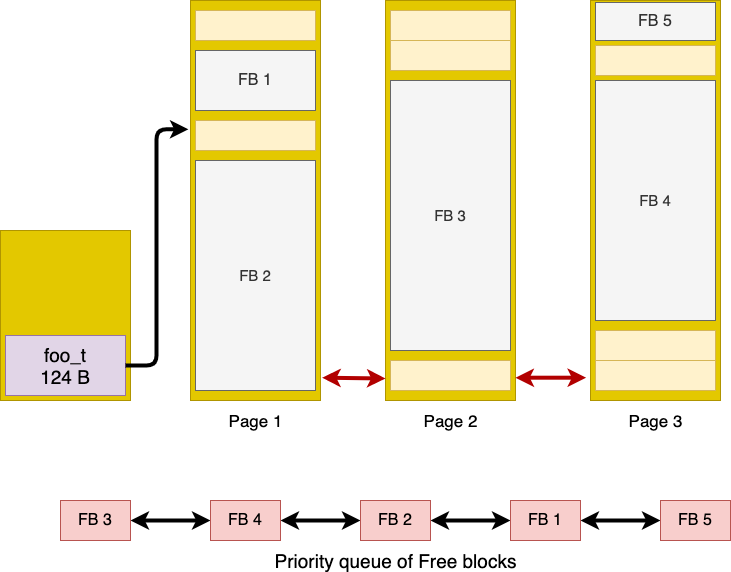 FB 5
FB 1
FB 3
FB 4
FB 2
foo_t
124 B
Page 1
Page 2
Page 3
FB 3
FB 4
FB 2
FB 1
FB 5
Priority queue of Free blocks